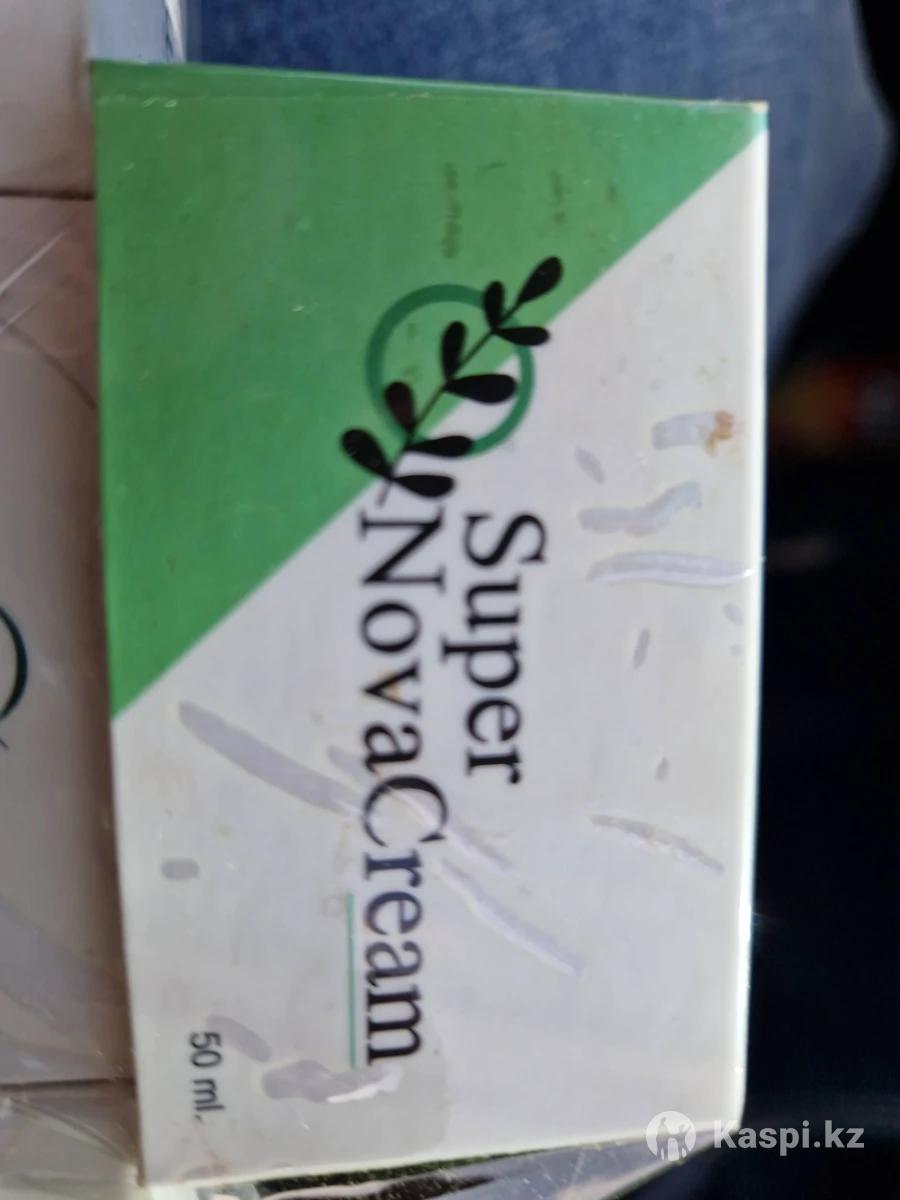 Super
NovaCream
50 ml.
Kaspi.kz